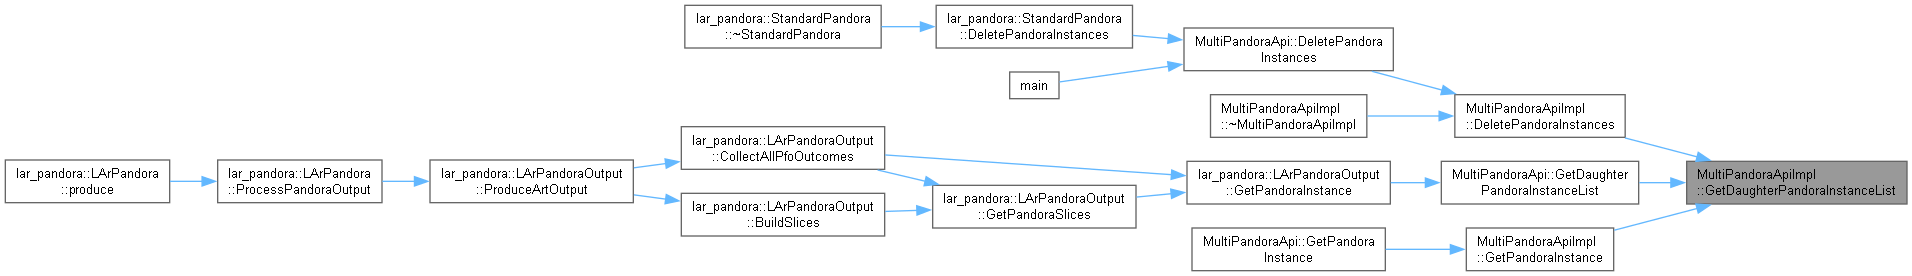 lar_pandora::StandardPandora
::~StandardPandora
lar_pandora::StandardPandora
::DeletePandoraInstances
MultiPandoraApi::DeletePandora
Instances
main
MultiPandoraApiImpl
::~MultiPandoraApiImpl
MultiPandoraApiImpl
::DeletePandoraInstances
lar_pandora::LArPandora
::produce
lar_pandora::LArPandora
::ProcessPandoraOutput
lar_pandora::LArPandoraOutput
::ProduceArtOutput
lar_pandora::LArPandoraOutput
::CollectAllPfoOutcomes
lar_pandora::LArPandoraOutput
::BuildSlices
lar_pandora::LArPandoraOutput
::GetPandoraSlices
lar_pandora::LArPandoraOutput
::GetPandoraInstance
MultiPandoraApi::GetDaughter
PandoraInstanceList
MultiPandoraApiImpl
::GetDaughterPandoraInstanceList
MultiPandoraApi::GetPandora
Instance
MultiPandoraApiImpl
::GetPandoraInstance